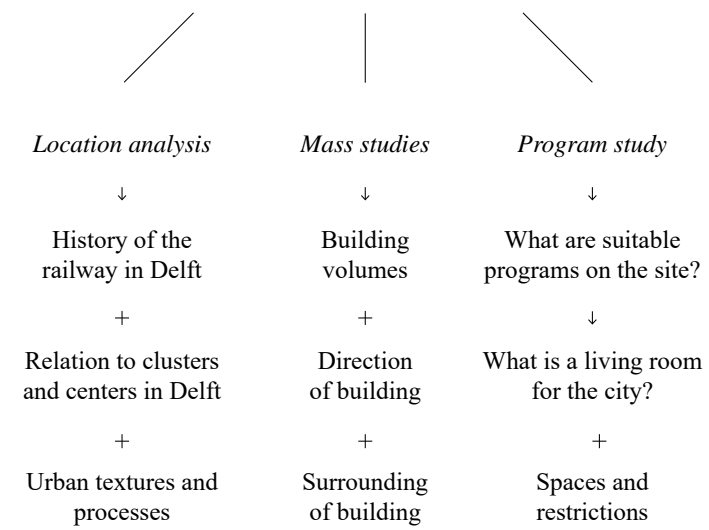 Location analysis
↓
History of the
railway in Delft
+
Relation to clusters
and centers in Delft
+
Urban textures and
processes
Mass studies
↓
Building
volumes
+
Direction
of building
+
Surrounding
of building
Program study
↓
What are suitable
programs on the site?
↓
What is a living room
for the city?
+
Spaces and
restrictions